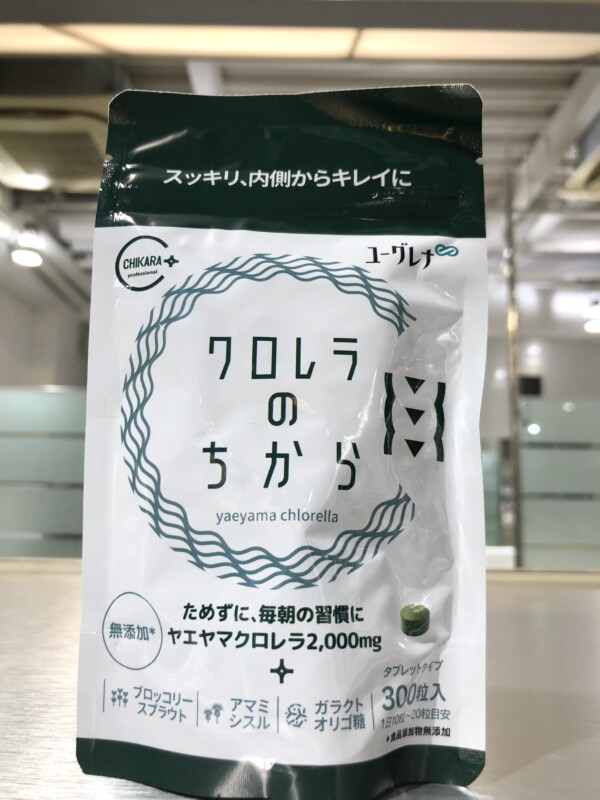 スッキリ、内側からキレイに
CHIKARA
professional
ユーグレナ
クロレラ
の
ちから
yaeyama chlorella
無添加*
ためずに、毎朝の習慣に
ヤエヤマクロレラ2,000mg
ブロッコリー
スプラウト
アマミ
シスル
ガラクト
オリゴ糖
タブレットタイプ
300粒入
1日10粒~20粒目安
*食品添加物無添加